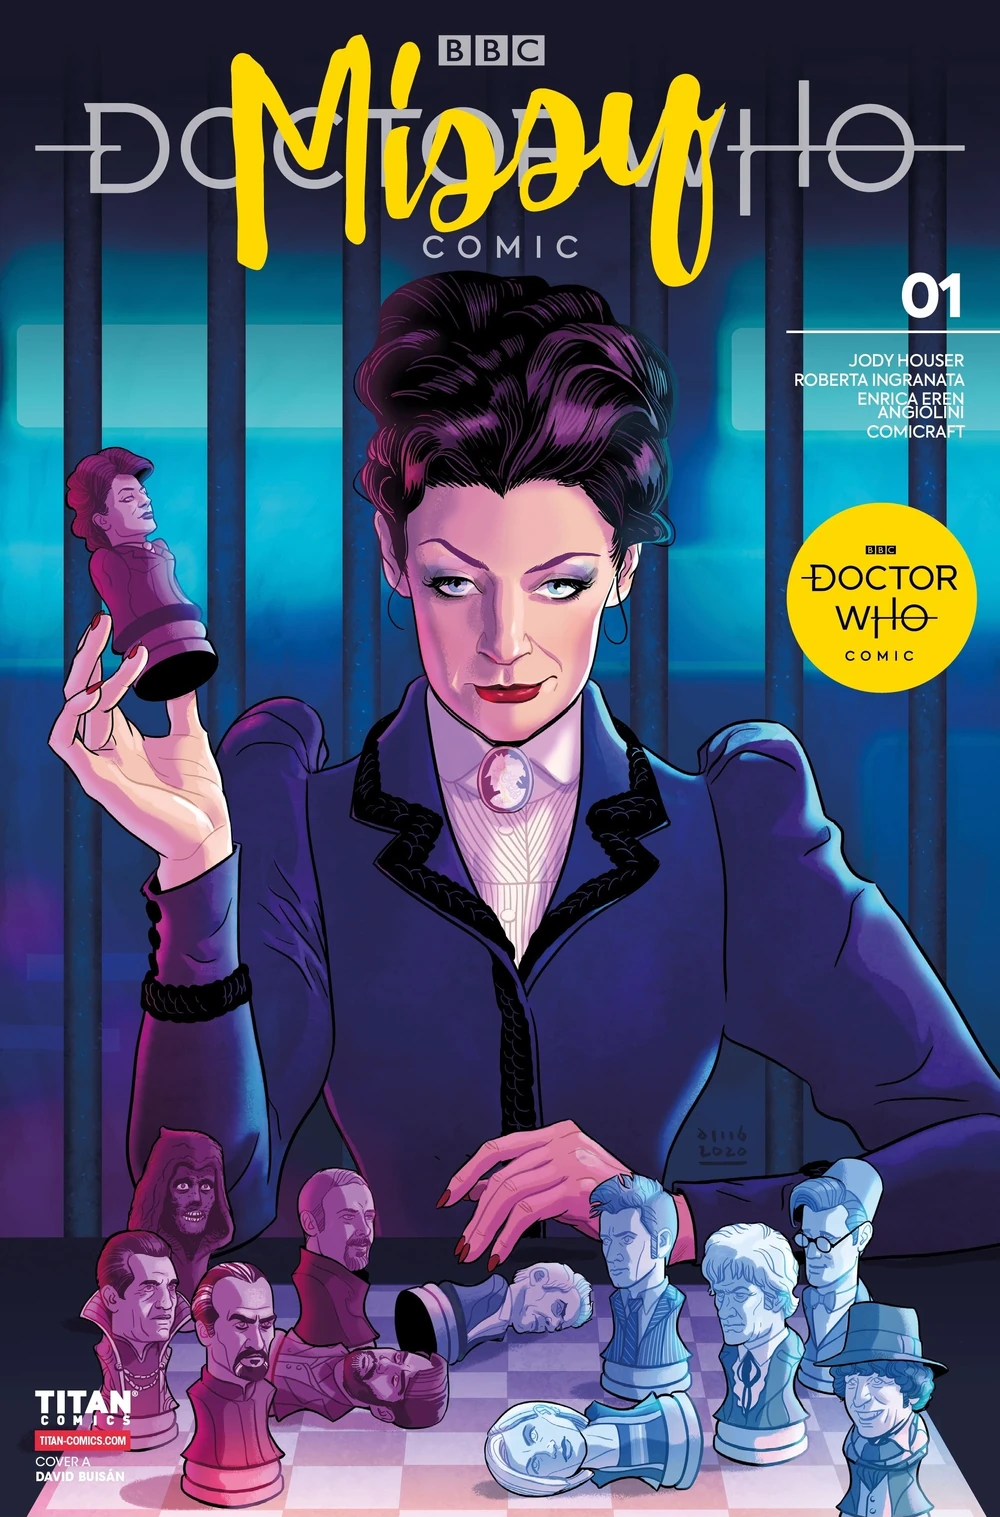 BBC
DOCTOR WHO
Missy
COMIC
01
JODY HOUSER
ROBERTA INGRANATA
ENRICA EREN
ANGIOLINI
COMICRAFT
BBC
DOCTOR
WHO
COMIC
2020
TITAN®
COMICS
TITAN-COMICS.COM
COVER A
DAVID BUISÁN